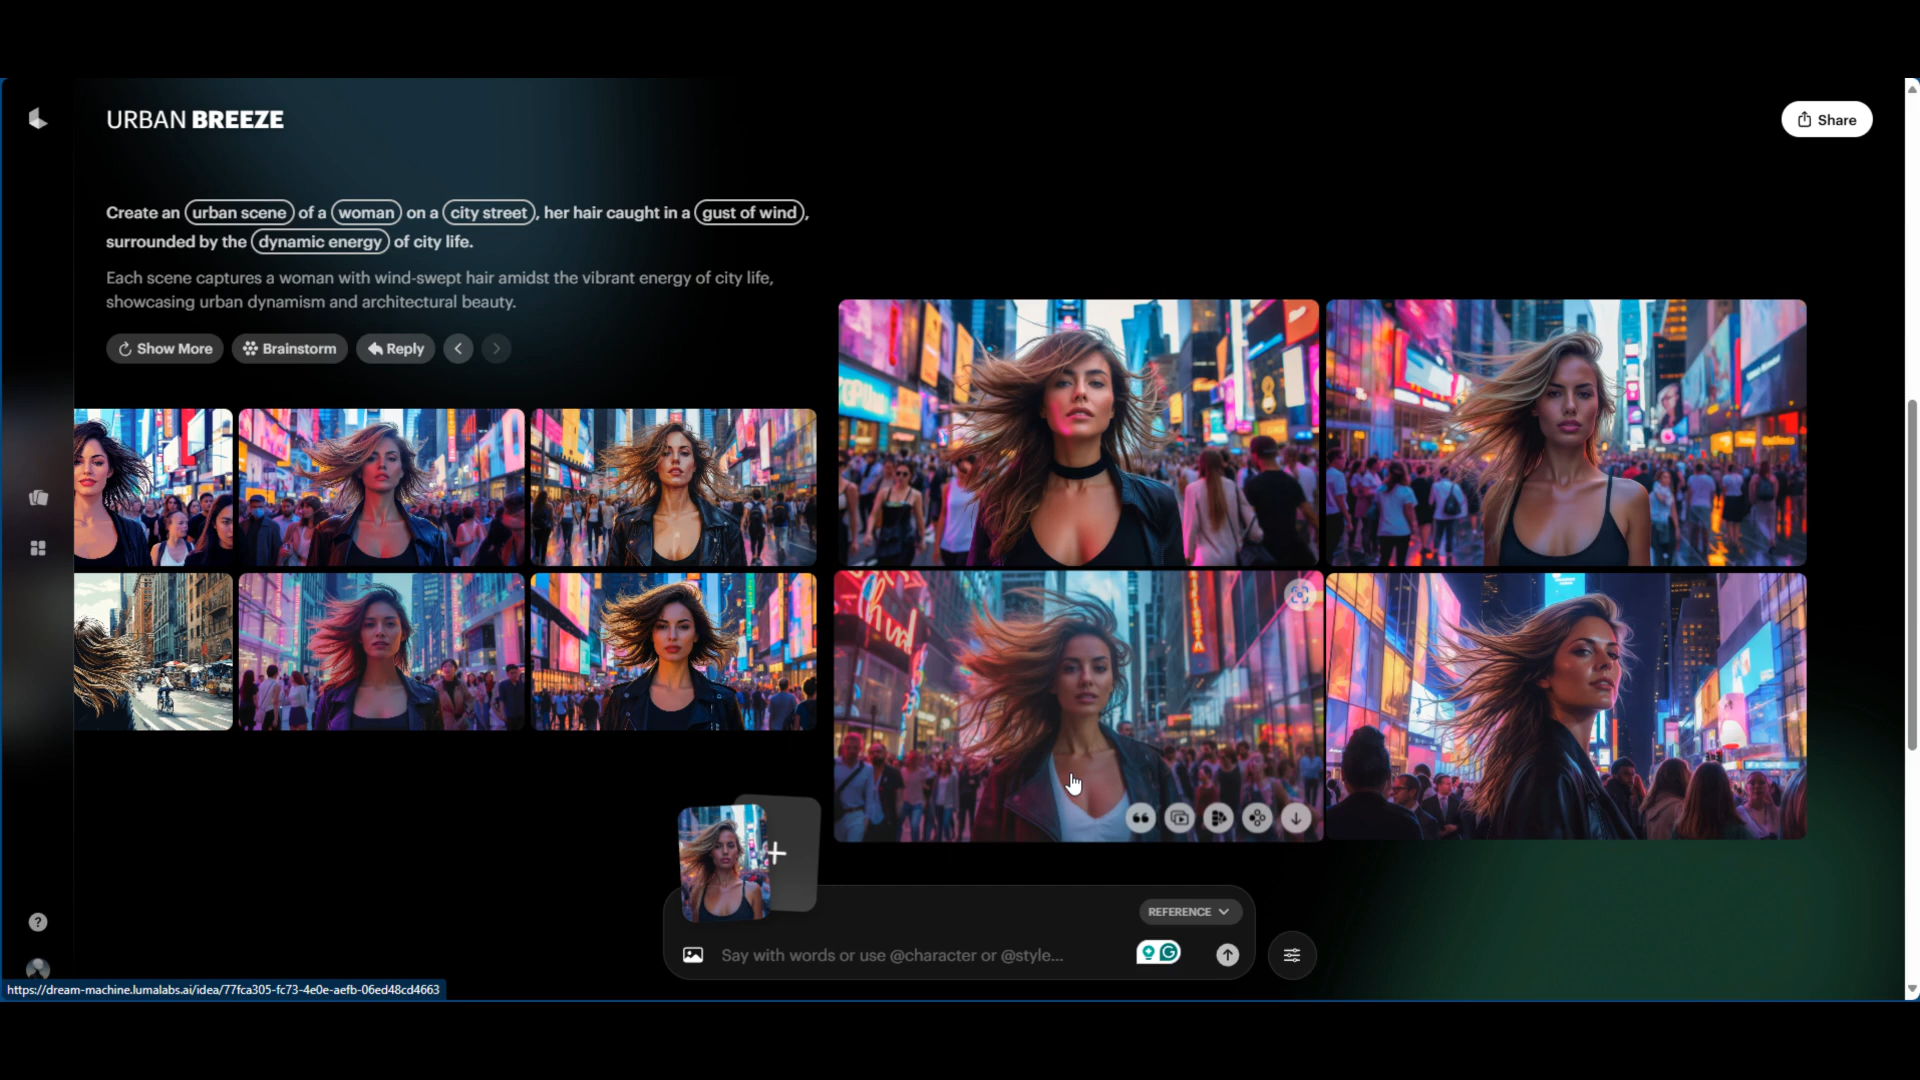 URBAN BREEZE
Share
Create an urban scene of a woman on a city street, her hair caught in a gust of wind,
surrounded by the dynamic energy of city life.
Each scene captures a woman with wind-swept hair amidst the vibrant energy of city life,
showcasing urban dynamism and architectural beauty.
Show More
Brainstorm
Reply
REFERENCE
Say with words or use @character or @style...
https://dream-machine.lumalabs.ai/idea/77fca305-fc73-4e0e-aefb-06ed48cd4663